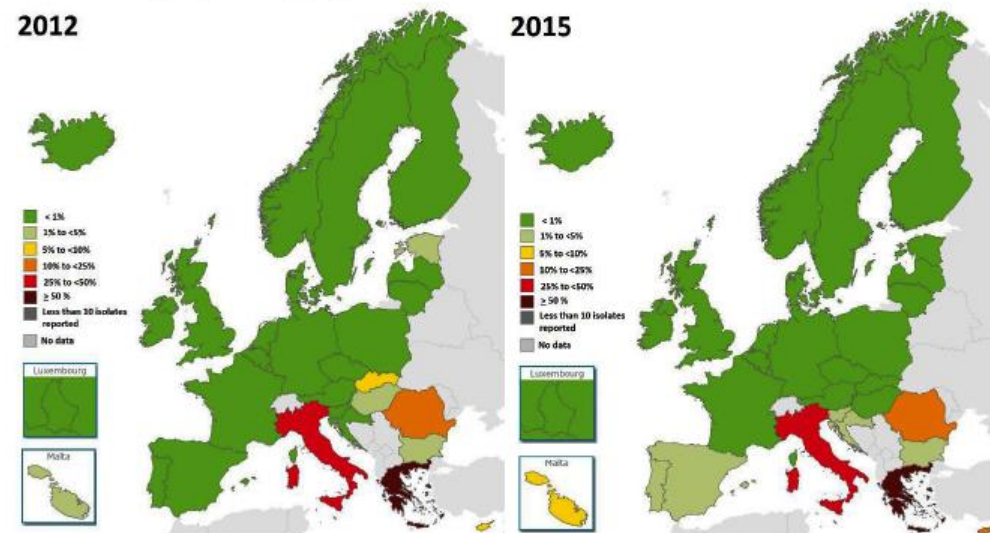 2012
< 1%
1% to <5%
5% to <10%
10% to <25%
25% to <50%
≥ 50 %
Less than 10 isolates
reported
No data
Luxembourg
Malta
2015
< 1%
1% to <5%
5% to <10%
10% to <25%
25% to <50%
≥ 50 %
Less than 10 isolates
reported
No data
Luxembourg
Malta